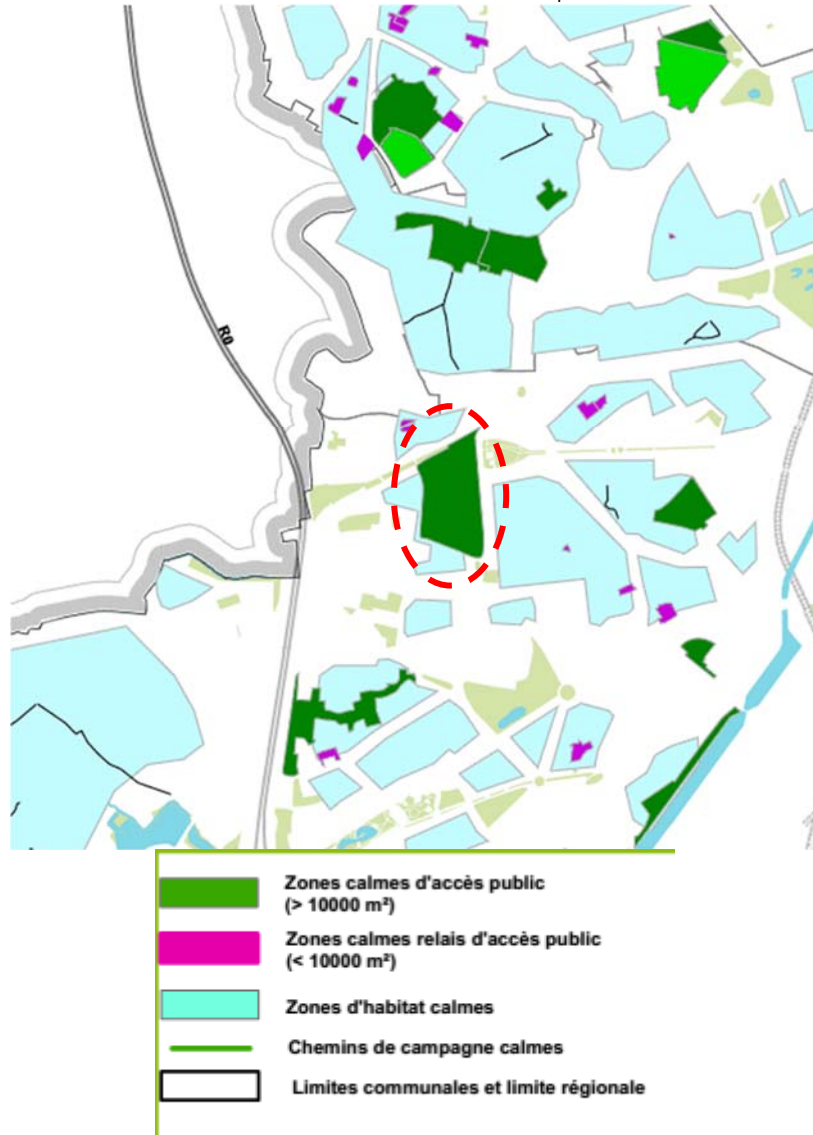 R0
Zones calmes d'accès public
(> 10000 m²)
Zones calmes relais d'accès public
(< 10000 m²)
Zones d'habitat calmes
Chemins de campagne calmes
Limites communales et limite régionale